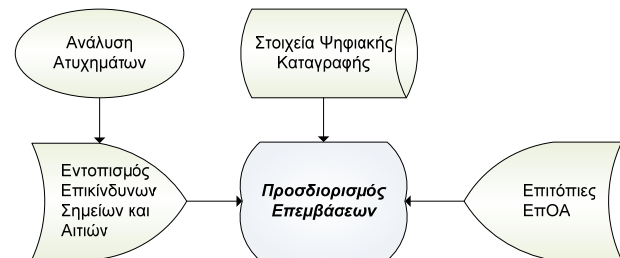 Ανάλυση
Ατυχημάτων
Στοιχεία Ψηφιακής
Καταγραφής
Εντοπισμός
Επικίνδυνων
Σημείων και
Αιτιών
Προσδιορισμός
Επεμβάσεων
Επιτόπιες
ΕπΟΑ